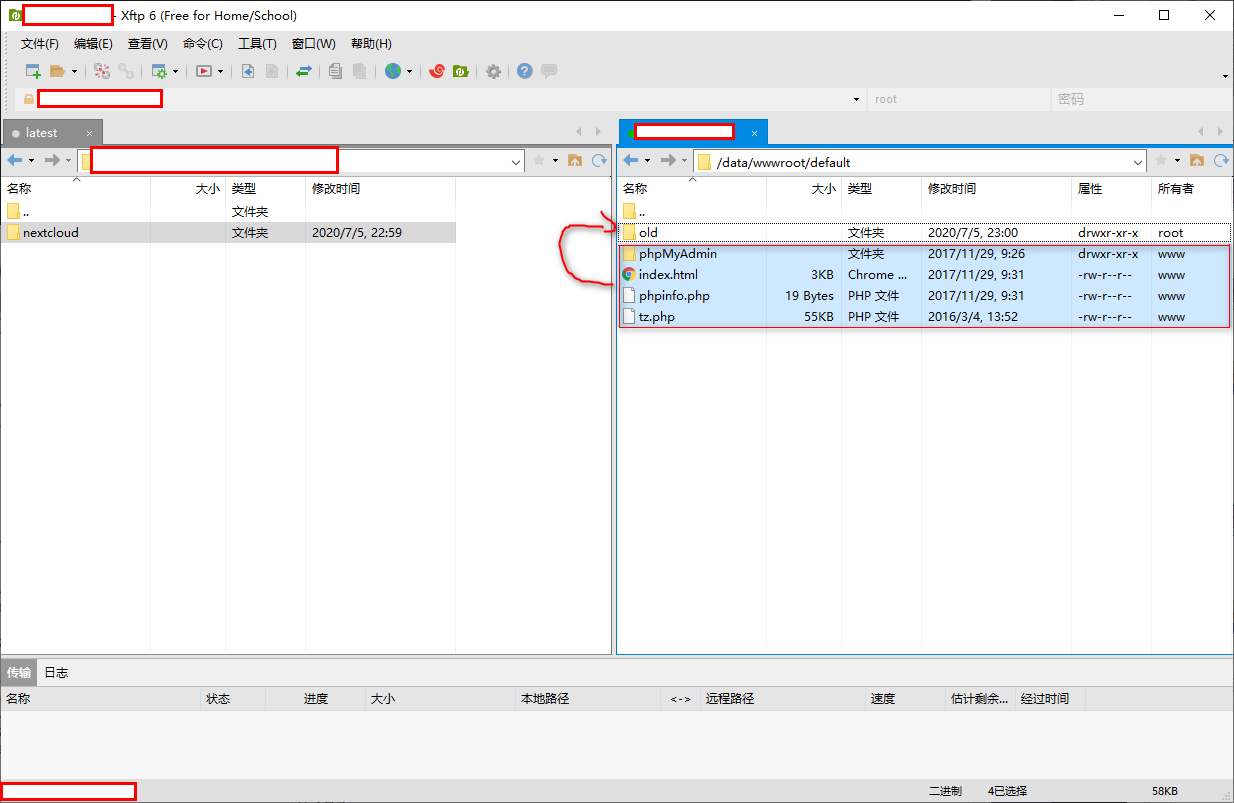 - Xftp 6 (Free for Home/School)
文件(F) 编辑(E) 查看(V) 命令(C) 工具(T) 窗口(W) 帮助(H)
root 密码
latest
/data/wwwroot/default
名称 大小 类型 修改时间
..  文件夹
nextcloud 文件夹 2020/7/5, 22:59
名称 大小 类型 修改时间 属性 所有者
..
old 文件夹 2020/7/5, 23:00 drwxr-xr-x root
phpMyAdmin 文件夹 2017/11/29, 9:26 drwxr-xr-x www
index.html 3KB Chrome ... 2017/11/29, 9:31 -rw-r--r-- www
phpinfo.php 19 Bytes PHP 文件 2017/11/29, 9:31 -rw-r--r-- www
tz.php 55KB PHP 文件 2016/3/4, 13:52 -rw-r--r-- www
传输 日志
名称 状态 进度 大小 本地路径 <-> 远程路径 速度 估计剩余... 经过时间
二进制 4已选择 58KB